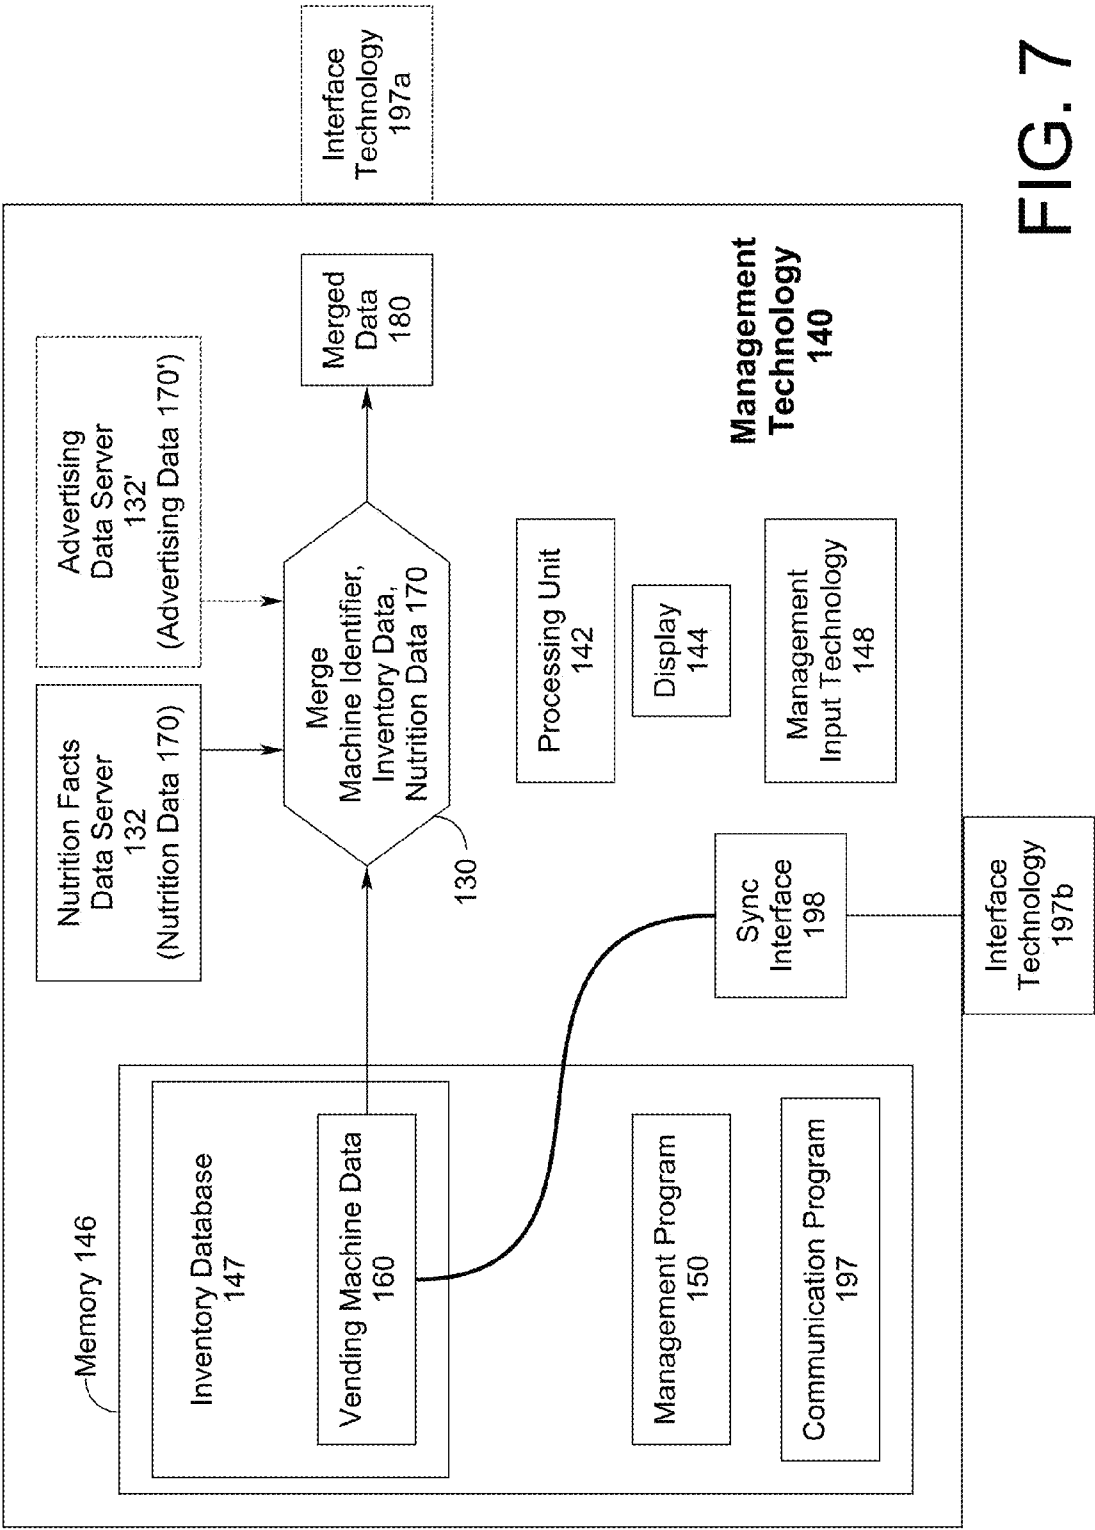 Memory 146
Inventory Database
147
Vending Machine Data
160
Management Program
150
Communication Program
197
Nutrition Facts
Data Server
132
(Nutrition Data 170)
Advertising
Data Server
132'
(Advertising Data 170')
Merge
Machine Identifier,
Inventory Data,
Nutrition Data 170
130
Merged
Data
180
Interface
Technology
197a
Sync
Interface
198
Interface
Technology
197b
Processing Unit
142
Display
144
Management
Input Technology
148
Management
Technology
140
FIG. 7